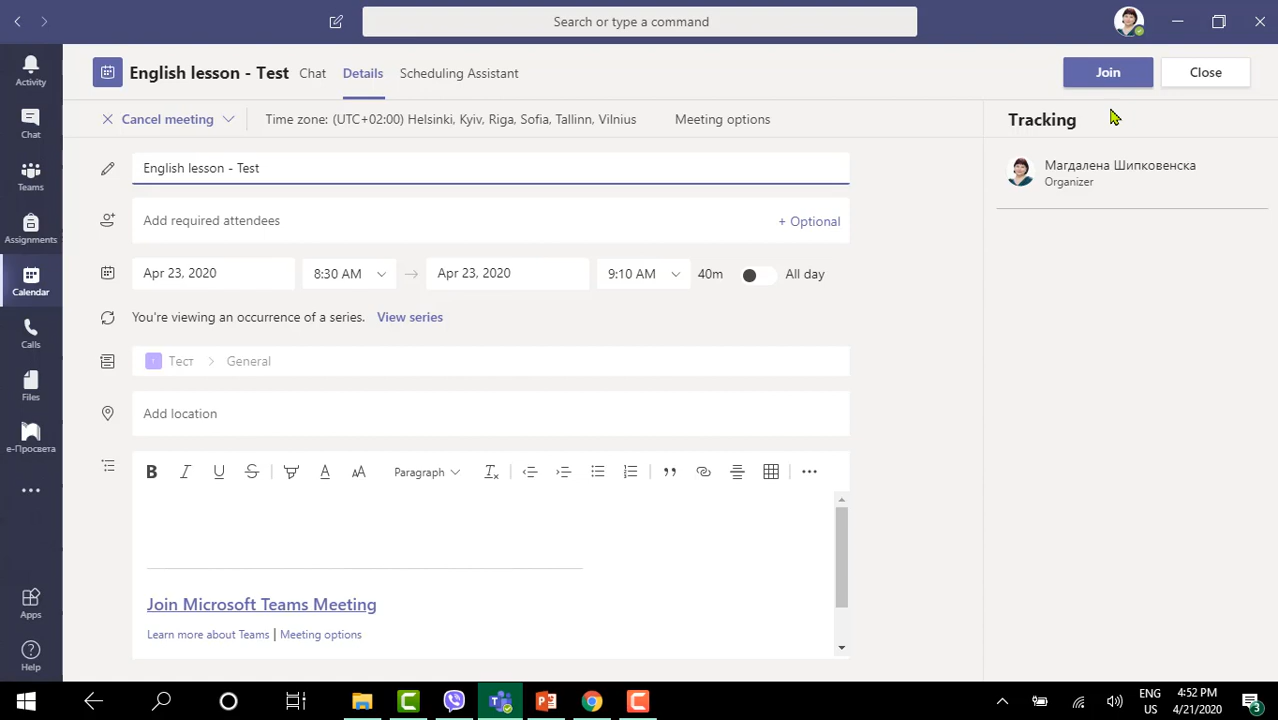 Search or type a command
Activity
Chat
Teams
Assignments
Calendar
Calls
Files
е-Просвета
Apps
Help
English lesson - Test
Chat
Details
Scheduling Assistant
Join
Close
Cancel meeting
Time zone: (UTC+02:00) Helsinki, Kyiv, Riga, Sofia, Tallinn, Vilnius
Meeting options
Tracking
English lesson - Test
Магдалена Шипковенска
Organizer
Add required attendees
+ Optional
Apr 23, 2020
8:30 AM
Apr 23, 2020
9:10 AM
40m
All day
You're viewing an occurrence of a series.
View series
Тест
General
Add location
B I U S A AA Paragraph
Join Microsoft Teams Meeting
Learn more about Teams | Meeting options
ENG
US
4:52 PM
4/21/2020
3